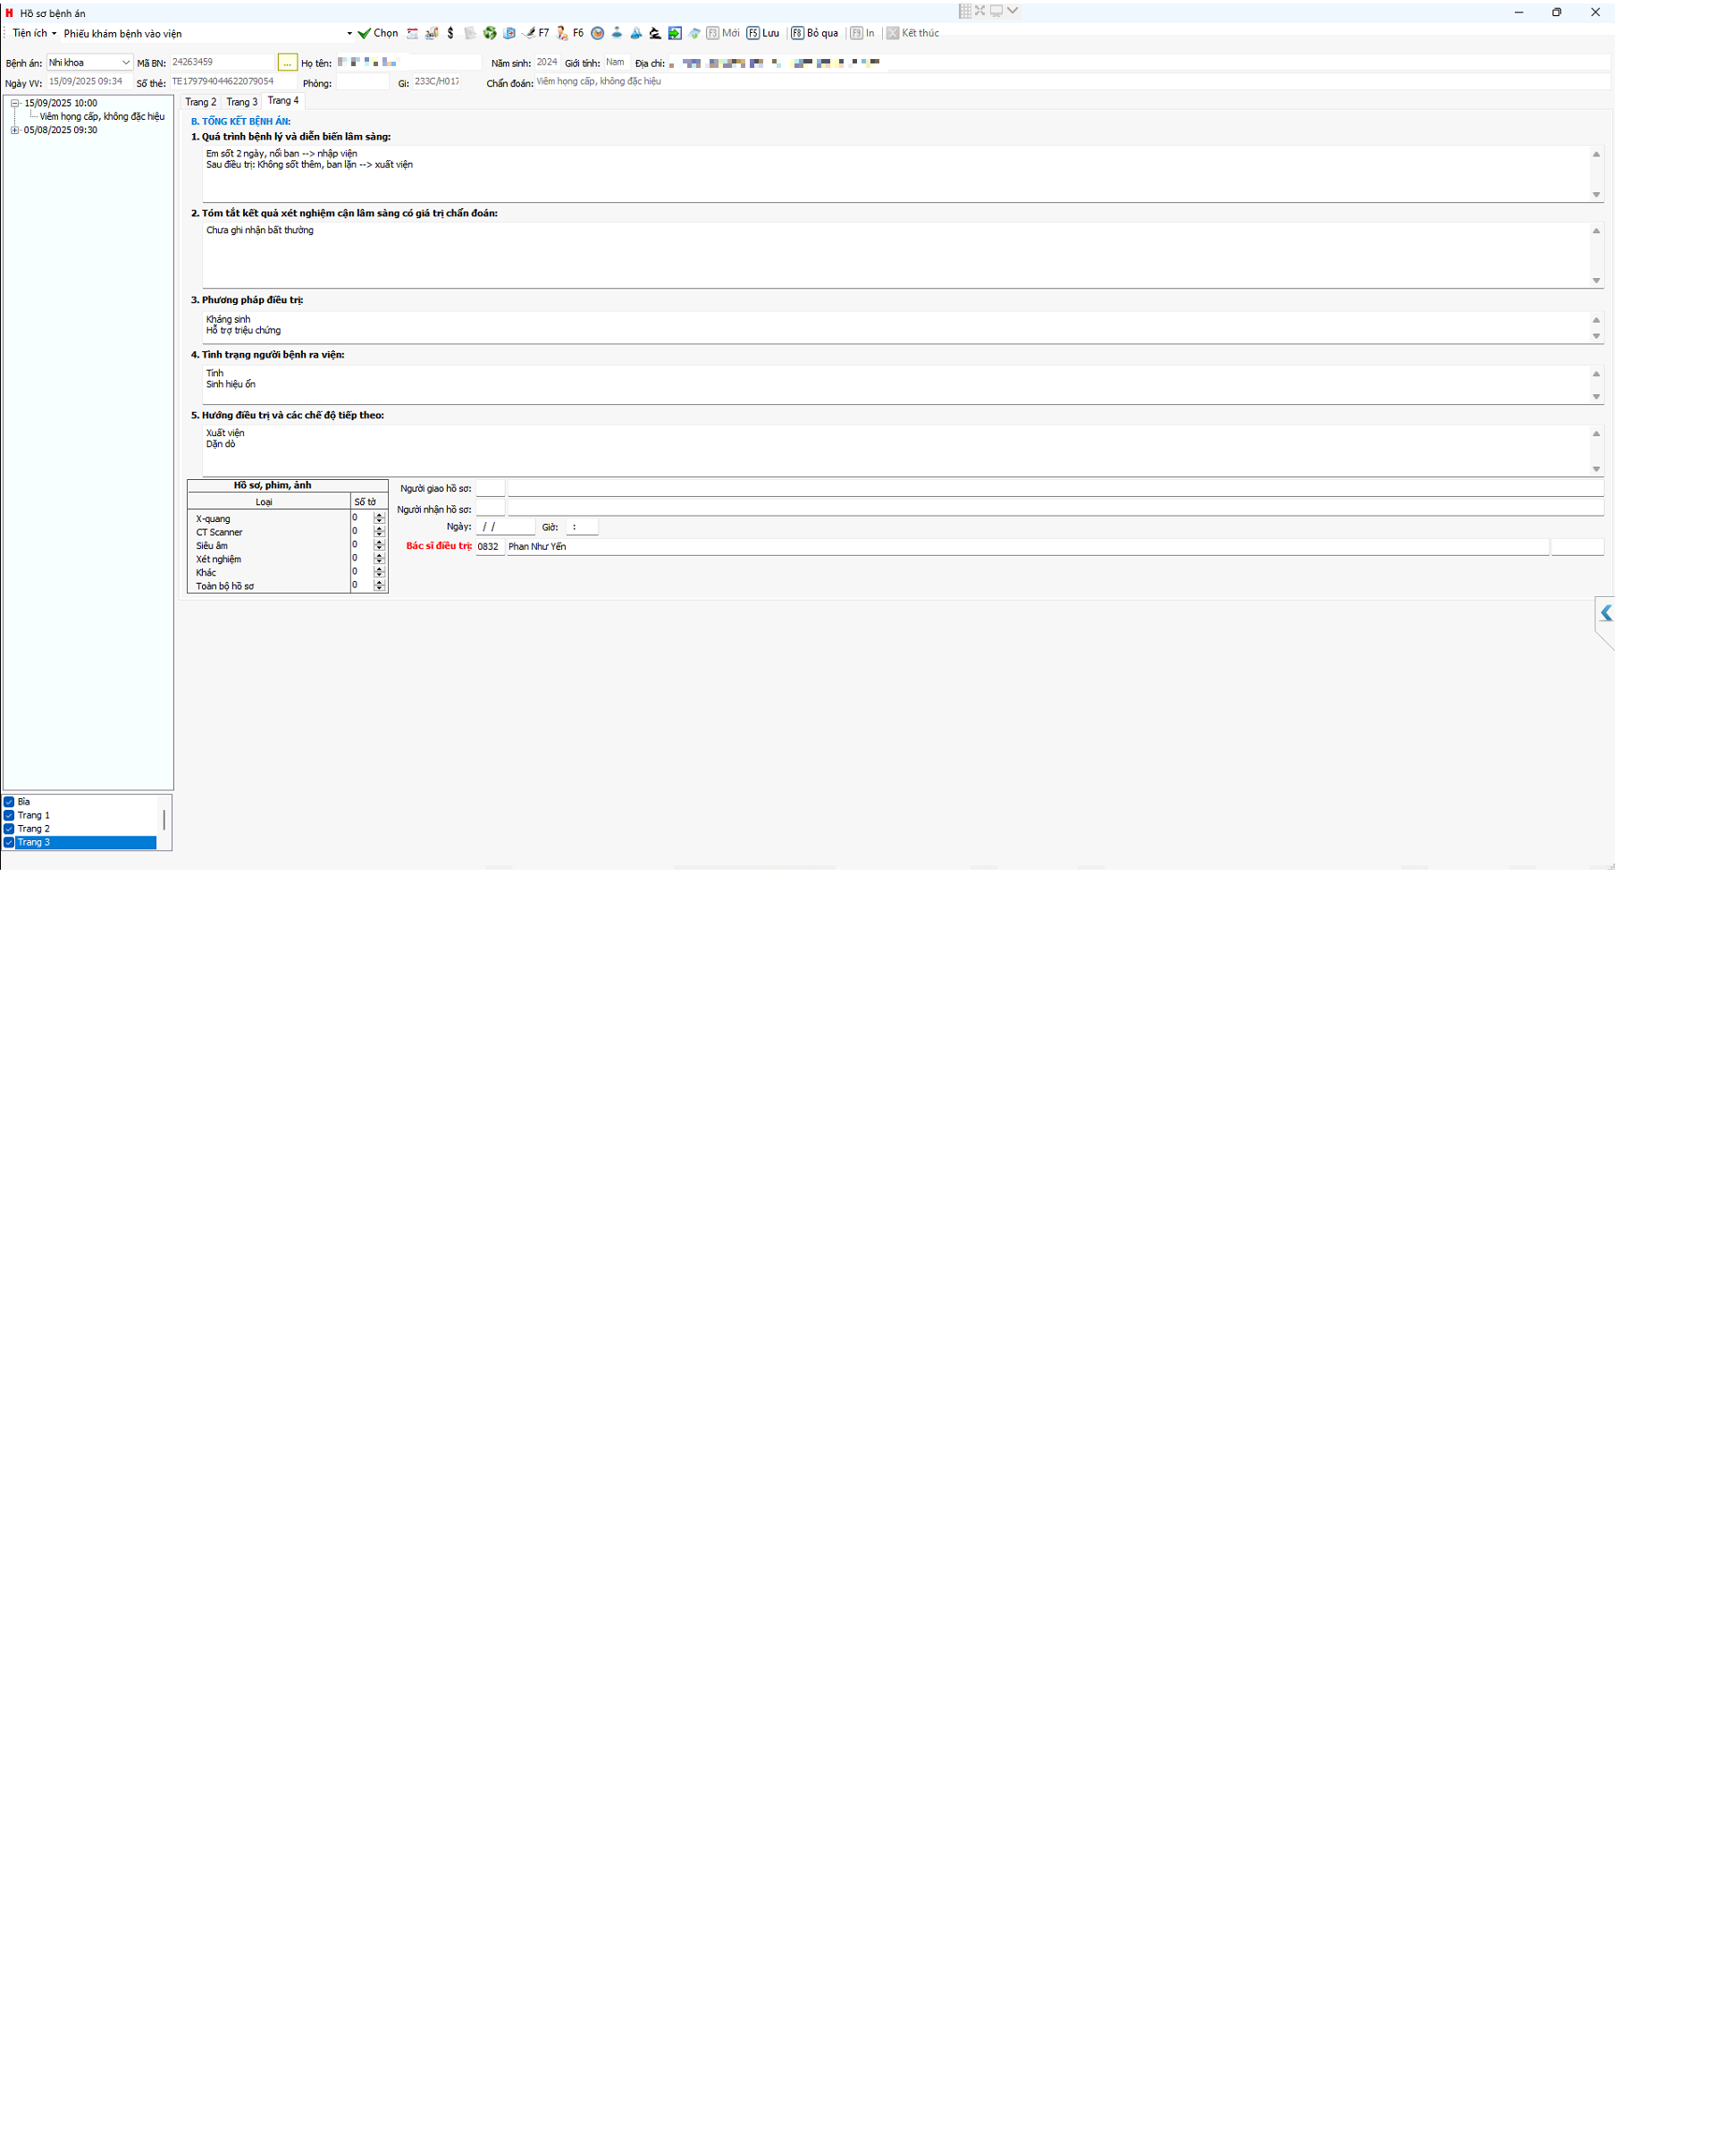 Hồ sơ bệnh án
Tiện ích Phiếu khám bệnh vào viện Chọn $ F7 F6 F3 Mới F5 Lưu F8 Bỏ qua F9 In Kết thúc
Bệnh án: Nhi khoa Mã BN: 24263459 ... Họ tên: Năm sinh: 2024 Giới tính: Nam Địa chỉ:
Ngày VV: 15/09/2025 09:34 Số thẻ: TE179794044622079054 Phòng: Gi: 233C/H017 Chẩn đoán: Viêm họng cấp, không đặc hiệu
15/09/2025 10:00
Viêm họng cấp, không đặc hiệu
05/08/2025 09:30
Trang 2 Trang 3 Trang 4
B. TỔNG KẾT BỆNH ÁN:
1. Quá trình bệnh lý và diễn biến lâm sàng:
Em sốt 2 ngày, nổi ban --> nhập viện
Sau điều trị: Không sốt thêm, ban lặn --> xuất viện
2. Tóm tắt kết quả xét nghiệm cận lâm sàng có giá trị chẩn đoán:
Chưa ghi nhận bất thường
3. Phương pháp điều trị:
Kháng sinh
Hỗ trợ triệu chứng
4. Tình trạng người bệnh ra viện:
Tỉnh
Sinh hiệu ổn
5. Hướng điều trị và các chế độ tiếp theo:
Xuất viện
Dặn dò
Hồ sơ, phim, ảnh
Loại Số tờ
X-quang 0
CT Scanner 0
Siêu âm 0
Xét nghiệm 0
Khác 0
Toàn bộ hồ sơ 0
Người giao hồ sơ:
Người nhận hồ sơ:
Ngày: / / Giờ: :
Bác sĩ điều trị: 0832 Phan Như Yến
Bìa
Trang 1
Trang 2
Trang 3